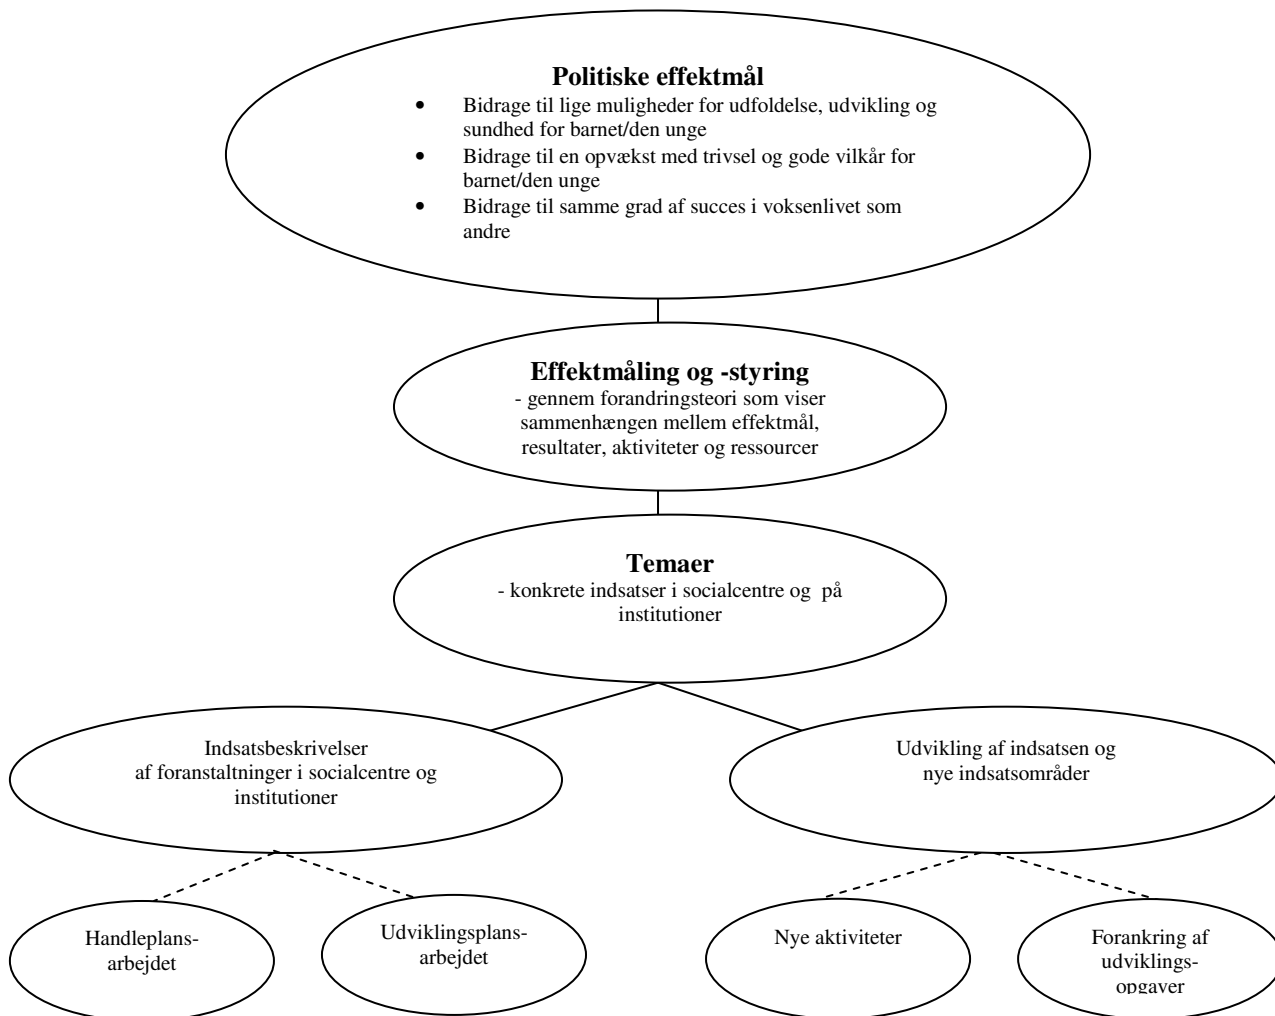 Politiske effektmål
• Bidrage til lige muligheder for udfoldelse, udvikling og
sundhed for barnet/den unge
• Bidrage til en opvækst med trivsel og gode vilkår for
barnet/den unge
• Bidrage til samme grad af succes i voksenlivet som
andre
Effektmåling og -styring
- gennem forandringsteori som viser
sammenhængen mellem effektmål,
resultater, aktiviteter og ressourcer
Temaer
- konkrete indsatser i socialcentre og på
institutioner
Indsatsbeskrivelser
af foranstaltninger i socialcentre og
institutioner
Udvikling af indsatsen og
nye indsatsområder
Handleplans-
arbejdet
Udviklingsplans-
arbejdet
Nye aktiviteter
Forankring af
udviklings-
opgaver